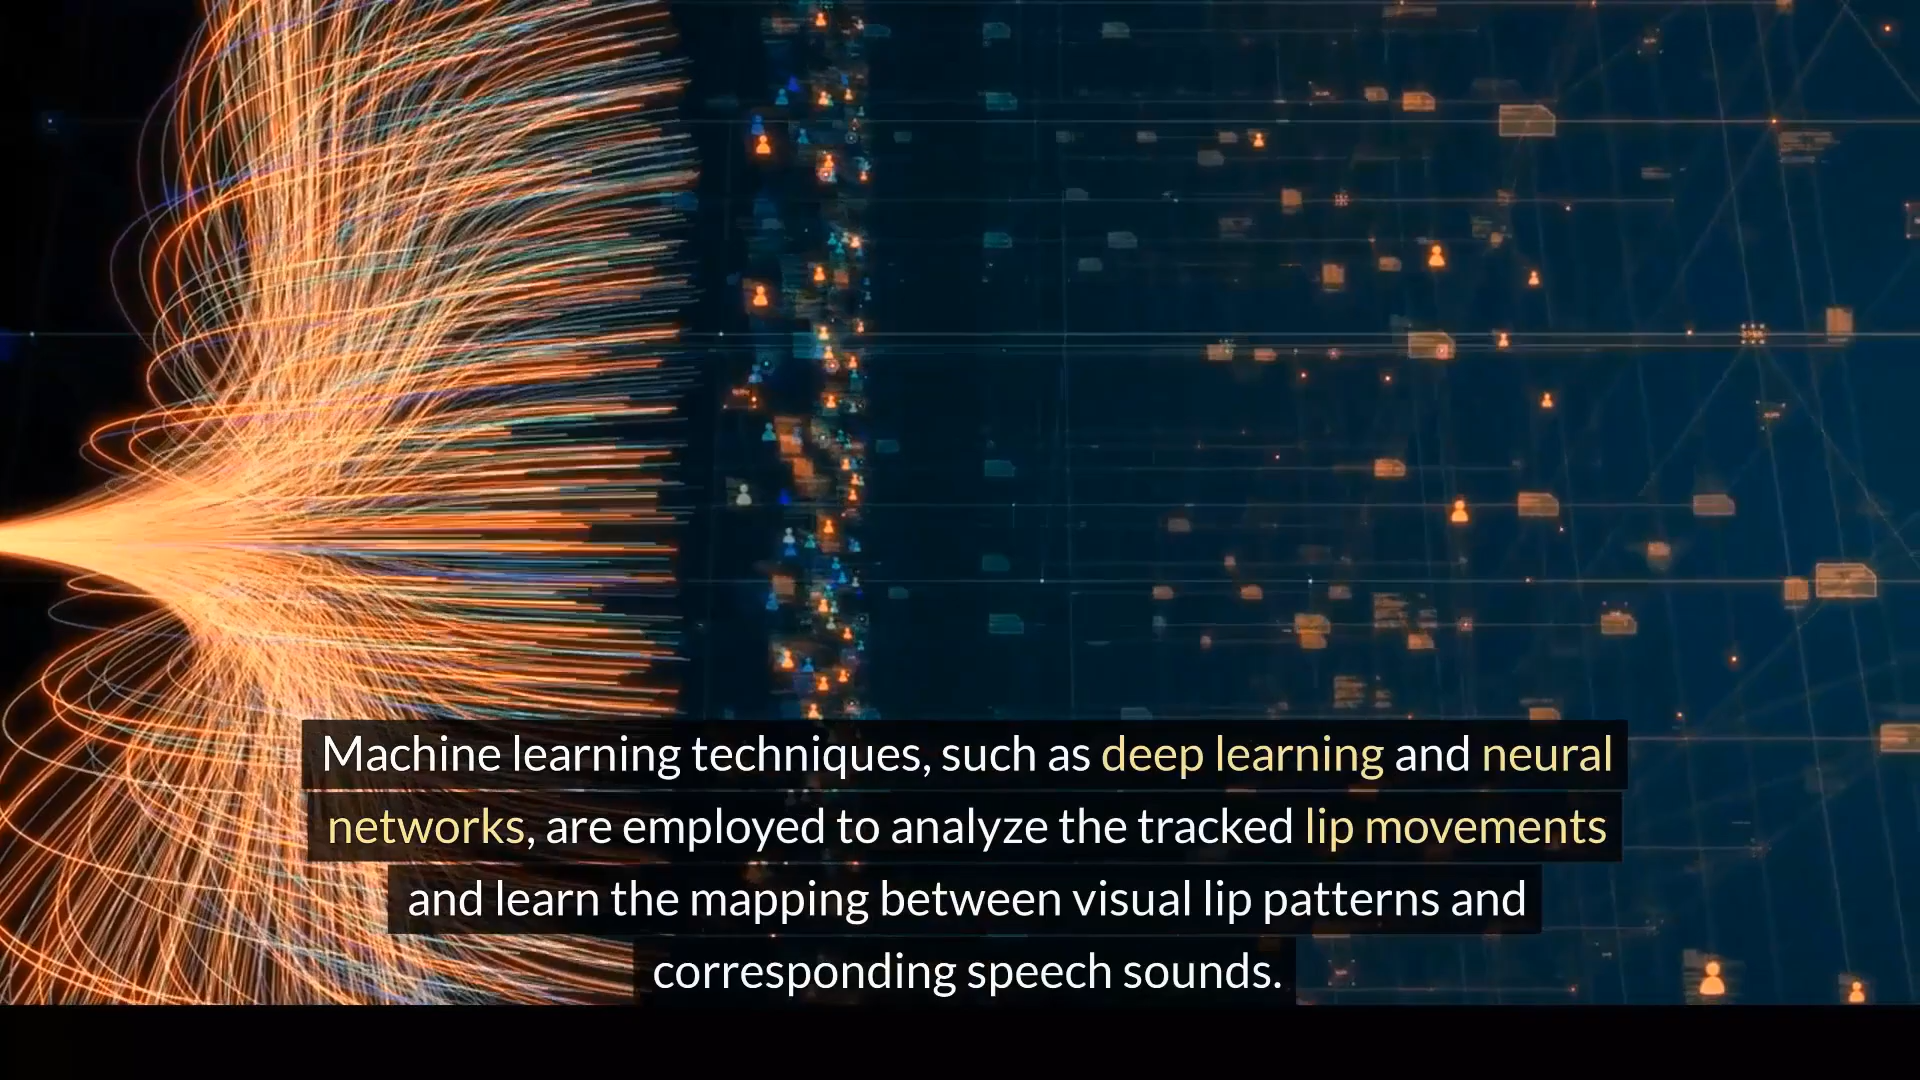 Machine learning techniques, such as deep learning and neural
networks, are employed to analyze the tracked lip movements
and learn the mapping between visual lip patterns and
corresponding speech sounds.